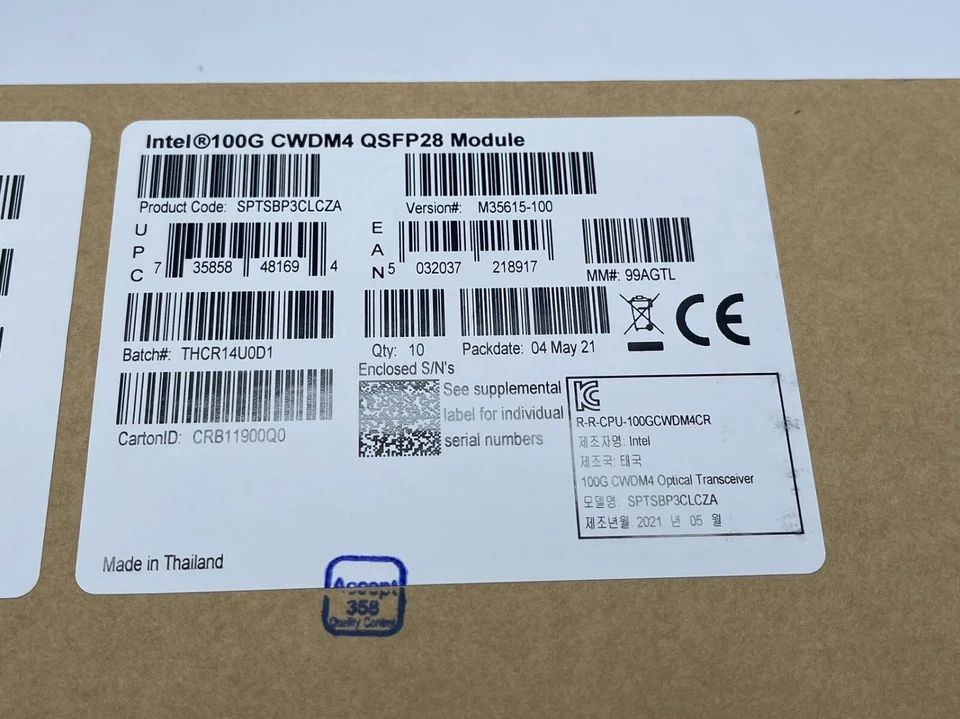 Intel®100G CWDM4 QSFP28 Module
Product Code: SPTSBP3CLCZA
Version#: M35615-100
UPC
7 35858 48169 4
EAN
5 032037 218917
MM#: 99AGTL
Batch#: THCR14U0D1
Qty: 10
Packdate: 04 May 21
CE
CartonID: CRB11900Q0
Enclosed S/N's
See supplemental
label for individual
serial numbers
R-R-CPU-100GCWDM4CR
제조자명: Intel
제조국: 태국
100G CWDM4 Optical Transceiver
모델명: SPTSBP3CLCZA
제조년월: 2021 년 05 월
Made in Thailand
Accept
358
Quality Control